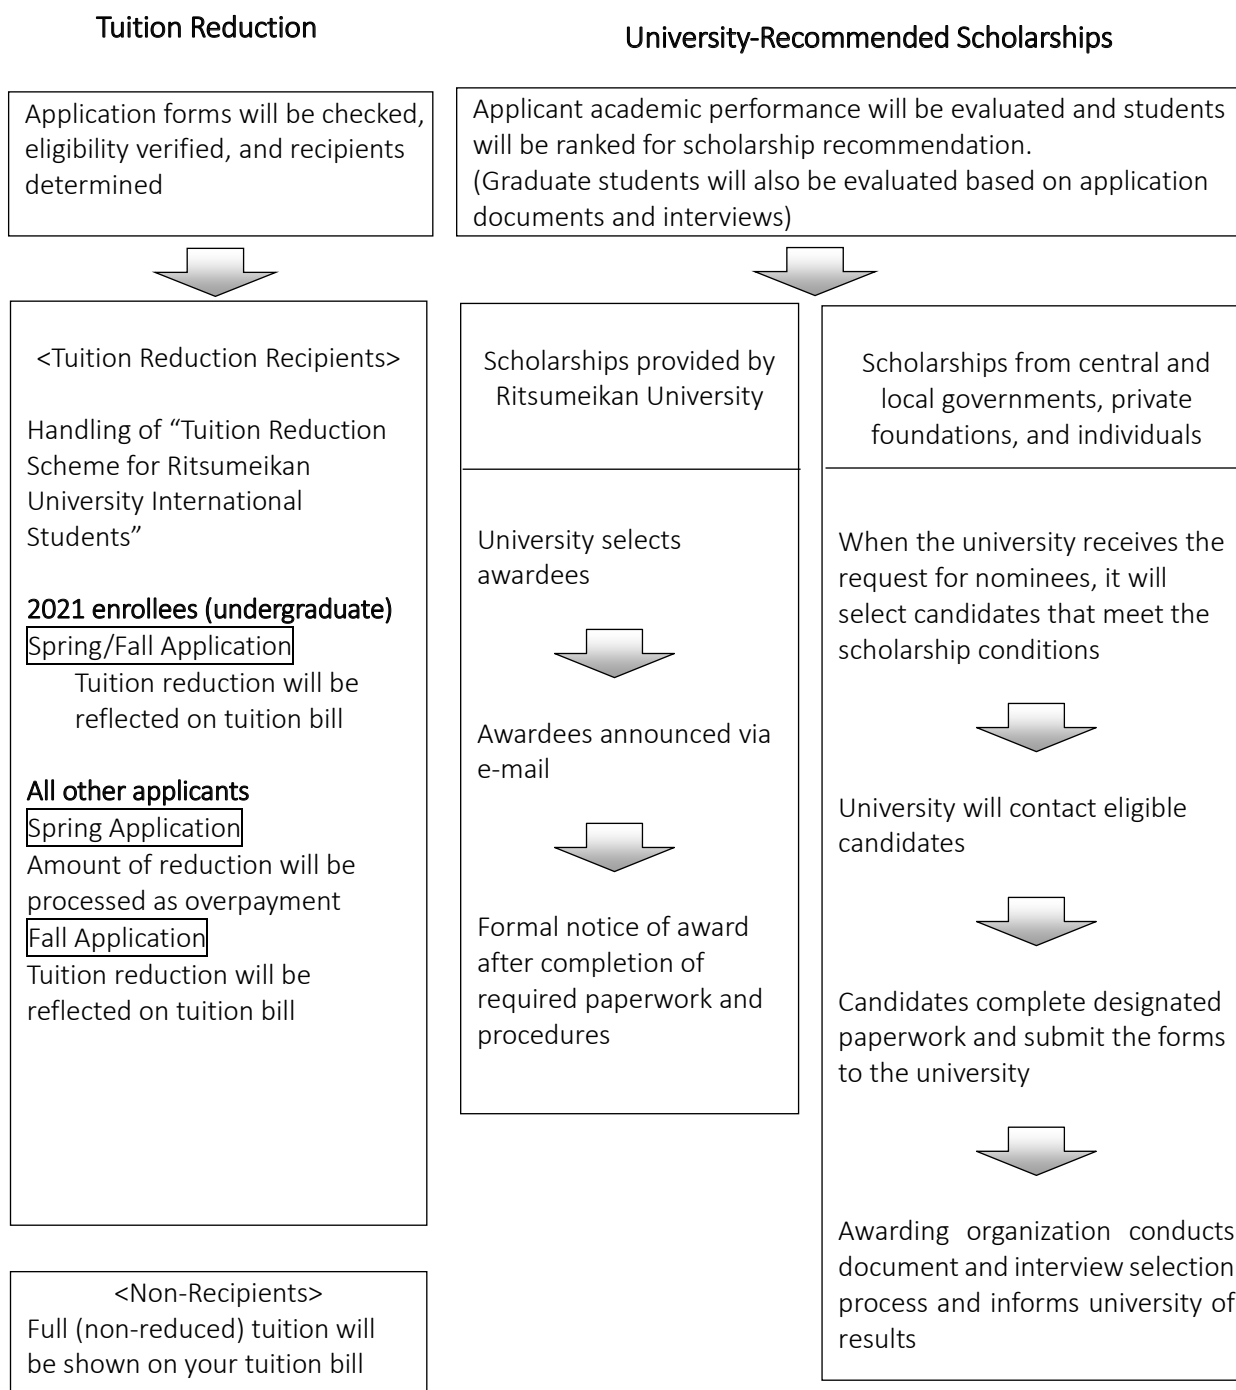 Tuition Reduction
Application forms will be checked,
eligibility verified, and recipients
determined
<Tuition Reduction Recipients>
Handling of “Tuition Reduction
Scheme for Ritsumeikan
University International
Students”
2021 enrollees (undergraduate)
Spring/Fall Application
Tuition reduction will be
reflected on tuition bill
All other applicants
Spring Application
Amount of reduction will be
processed as overpayment
Fall Application
Tuition reduction will be
reflected on tuition bill
<Non-Recipients>
Full (non-reduced) tuition will
be shown on your tuition bill
University-Recommended Scholarships
Applicant academic performance will be evaluated and students
will be ranked for scholarship recommendation.
(Graduate students will also be evaluated based on application
documents and interviews)
Scholarships provided by
Ritsumeikan University
University selects
awardees
Awardees announced via
e-mail
Formal notice of award
after completion of
required paperwork and
procedures
Scholarships from central and
local governments, private
foundations, and individuals
When the university receives the
request for nominees, it will
select candidates that meet the
scholarship conditions
University will contact eligible
candidates
Candidates complete designated
paperwork and submit the forms
to the university
Awarding organization conducts
document and interview selection
process and informs university of
results